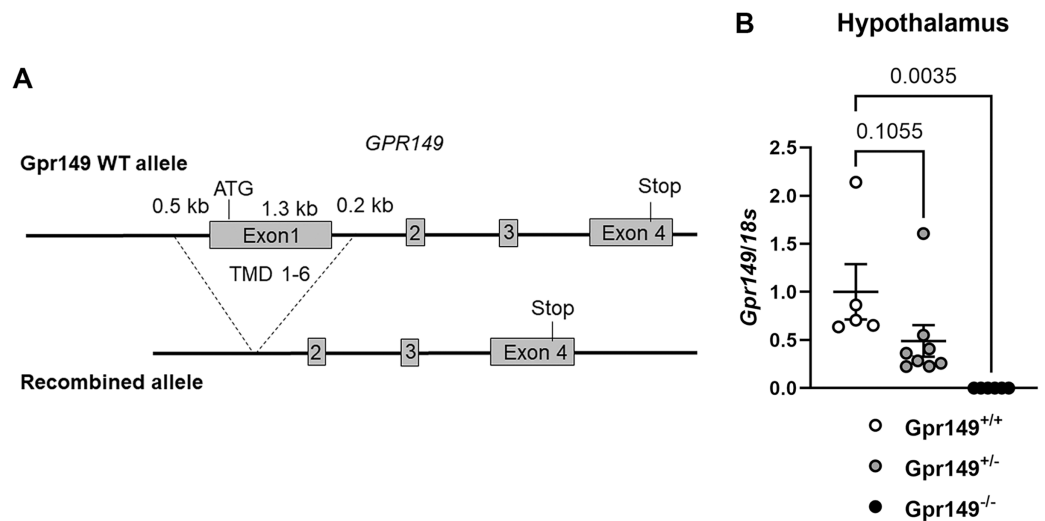 A
GPR149
Gpr149 WT allele
ATG
Stop
0.5 kb
1.3 kb
0.2 kb
Exon1
2
3
Exon 4
TMD 1-6
Stop
2
3
Exon 4
Recombined allele
B
Hypothalamus
0.0035
0.1055
Gpr149/18s
2.5
2.0
1.5
1.0
0.5
0.0
Gpr149+/+
Gpr149+/-
Gpr149-/-